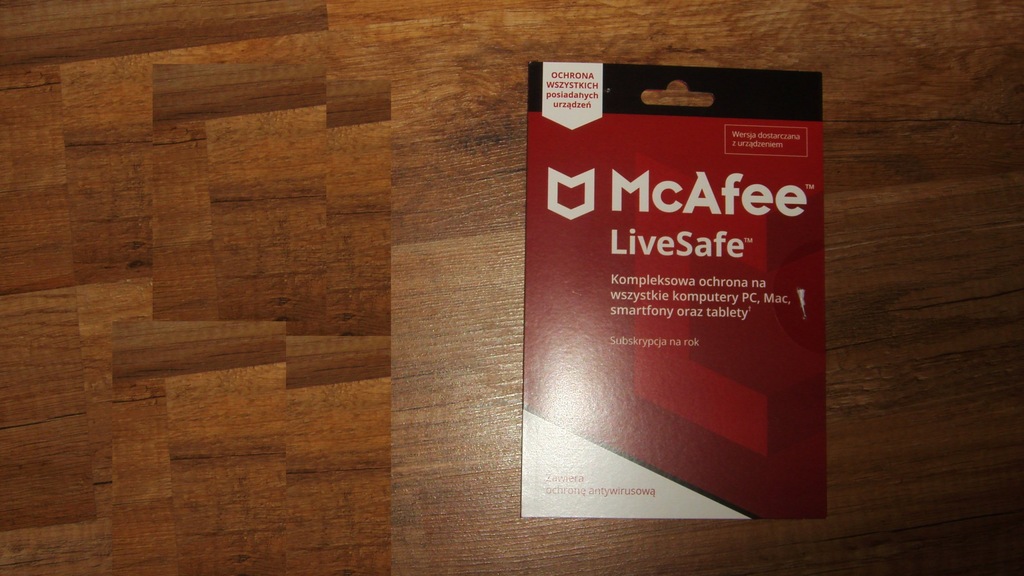 OCHRONA
WSZYSTKICH
posiadanych
urządzeń
Wersja dostarczana
z urządzeniem
McAfee™
LiveSafe™
Kompleksowa ochrona na
wszystkie komputery PC, Mac,
smartfony oraz tablety¹
Subskrypcja na rok
Zawiera
ochronę antywirusową